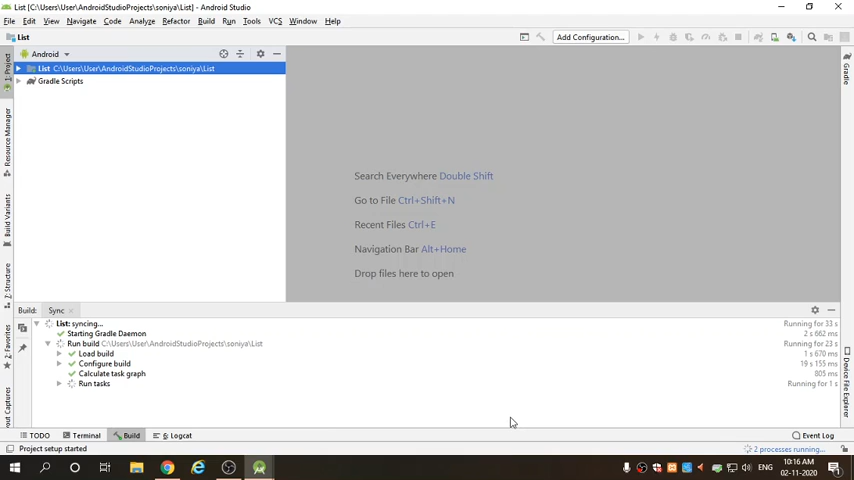 List [C:\Users\User\AndroidStudioProjects\soniya\List] - Android Studio
File Edit View Navigate Code Analyze Refactor Build Run Tools VCS Window Help
List
Add Configuration...
Android
List C:\Users\User\AndroidStudioProjects\soniya\List
Gradle Scripts
1: Project
Resource Manager
Build Variants
7: Structure
2: Favorites
out Captures
Gradle
Device File Explorer
Search Everywhere Double Shift
Go to File Ctrl+Shift+N
Recent Files Ctrl+E
Navigation Bar Alt+Home
Drop files here to open
Build: Sync
List: syncing... Running for 33 s
Starting Gradle Daemon 2 s 662 ms
Run build C:\Users\User\AndroidStudioProjects\soniya\List Running for 23 s
Load build 1 s 670 ms
Configure build 19 s 155 ms
Calculate task graph 805 ms
Run tasks Running for 1 s
TODO Terminal Build 6: Logcat Event Log
Project setup started 2 processes running...
ENG 10:16 AM
02-11-2020